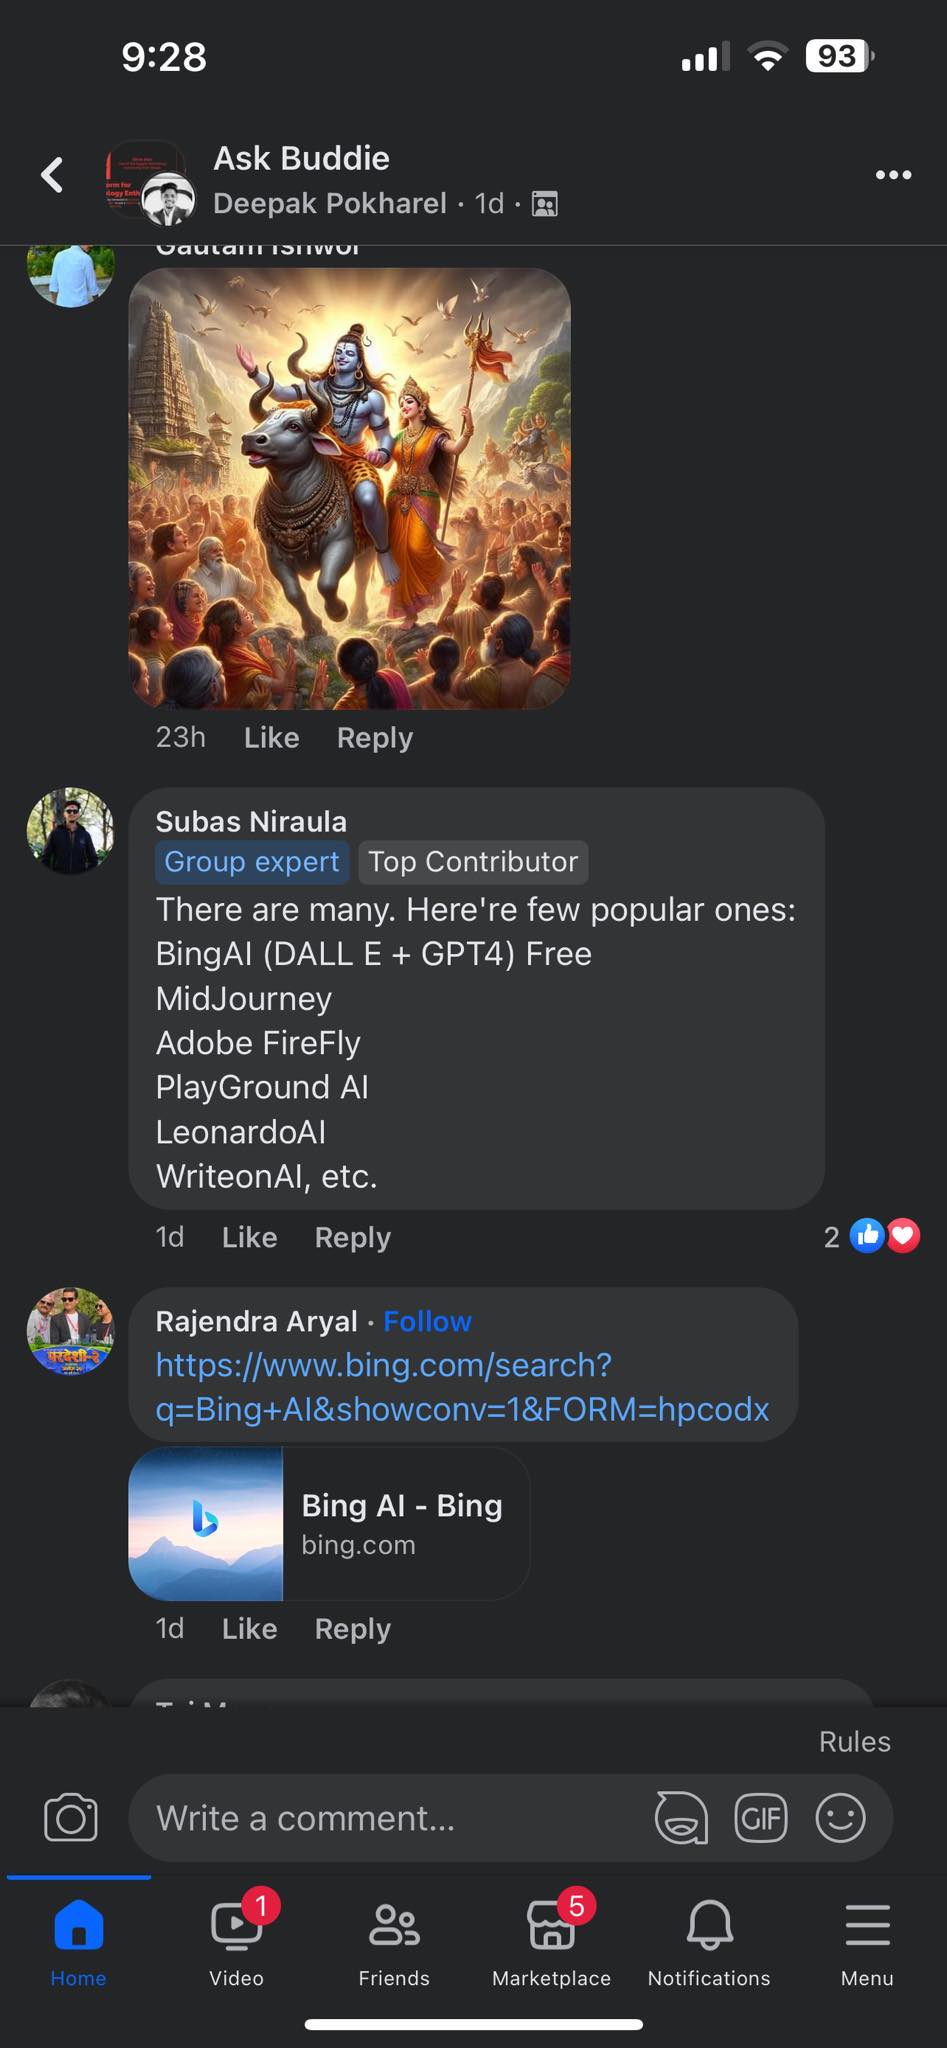 9:28
93
Ask Buddie
Deepak Pokharel · 1d ·
Gautam Ishwor
23h Like Reply
Subas Niraula
Group expert Top Contributor
There are many. Here're few popular ones:
BingAI (DALL E + GPT4) Free
MidJourney
Adobe FireFly
PlayGround AI
LeonardoAI
WriteonAI, etc.
1d Like Reply 2
Rajendra Aryal · Follow
https://www.bing.com/search?
q=Bing+AI&showconv=1&FORM=hpcodx
Bing AI - Bing
bing.com
1d Like Reply
Rules
Write a comment...
GIF
1
5
Home Video Friends Marketplace Notifications Menu